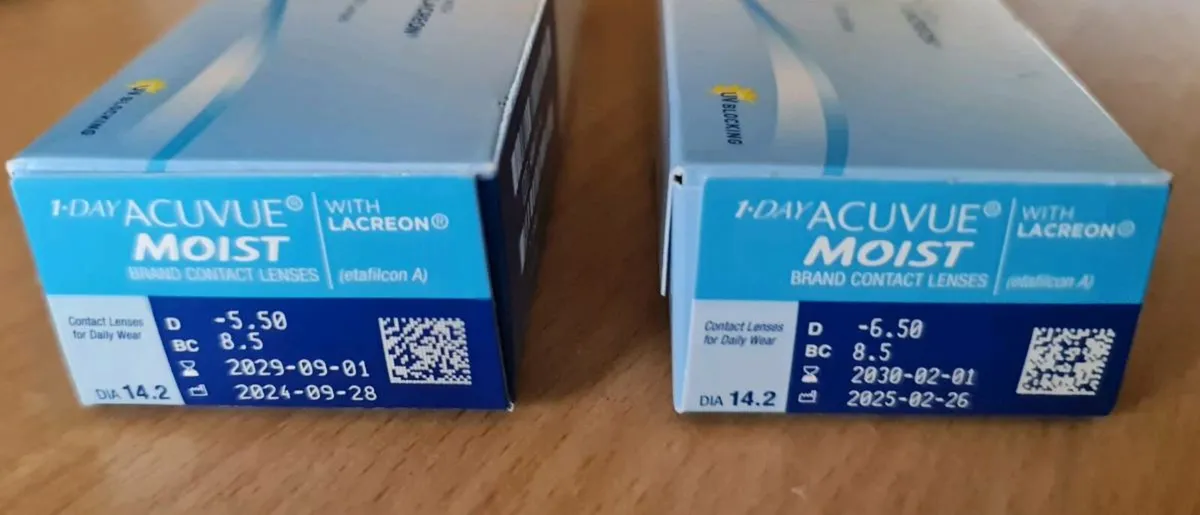 UV BLOCKING
1·DAY ACUVUE® WITH
MOIST LACREON®
BRAND CONTACT LENSES (etafilcon A)
Contact Lenses
for Daily Wear
D -5.50
BC 8.5
2029-09-01
2024-09-28
DIA 14.2
UV BLOCKING
1·DAY ACUVUE® WITH
MOIST LACREON®
BRAND CONTACT LENSES (etafilcon A)
Contact Lenses
for Daily Wear
D -6.50
BC 8.5
2030-02-01
2025-02-26
DIA 14.2